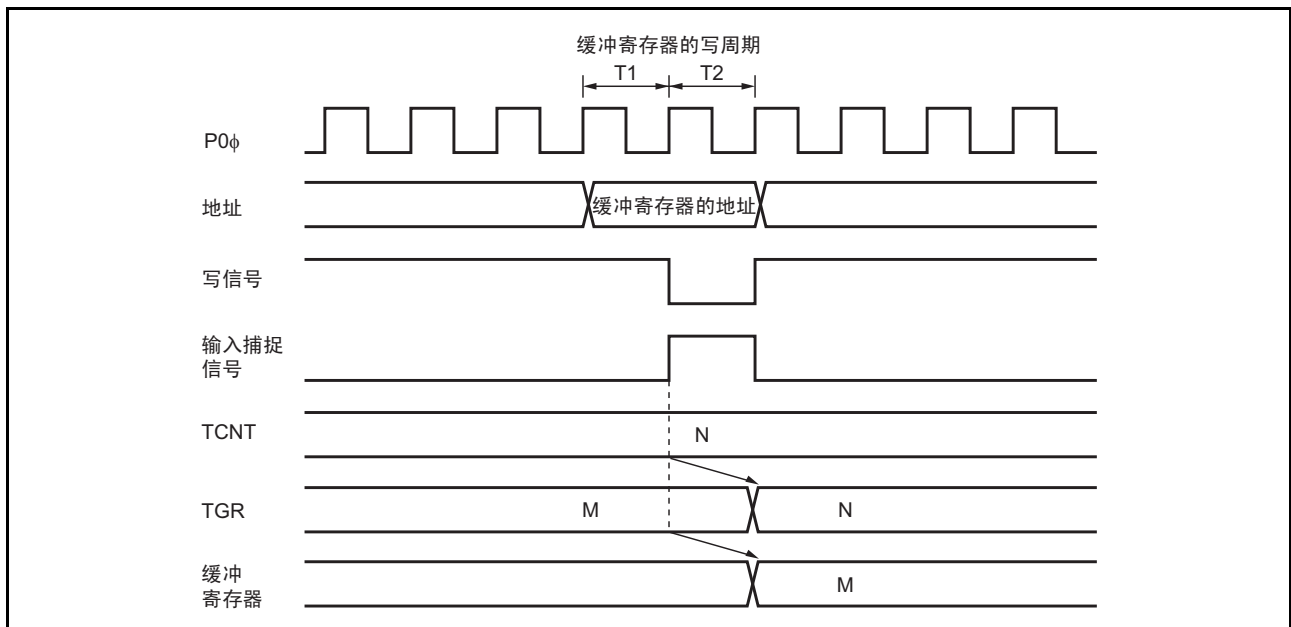 缓冲寄存器的写周期
T1 T2
P0ϕ
地址
缓冲寄存器的地址
写信号
输入捕捉
信号
TCNT
N
TGR
M N
缓冲
寄存器
M